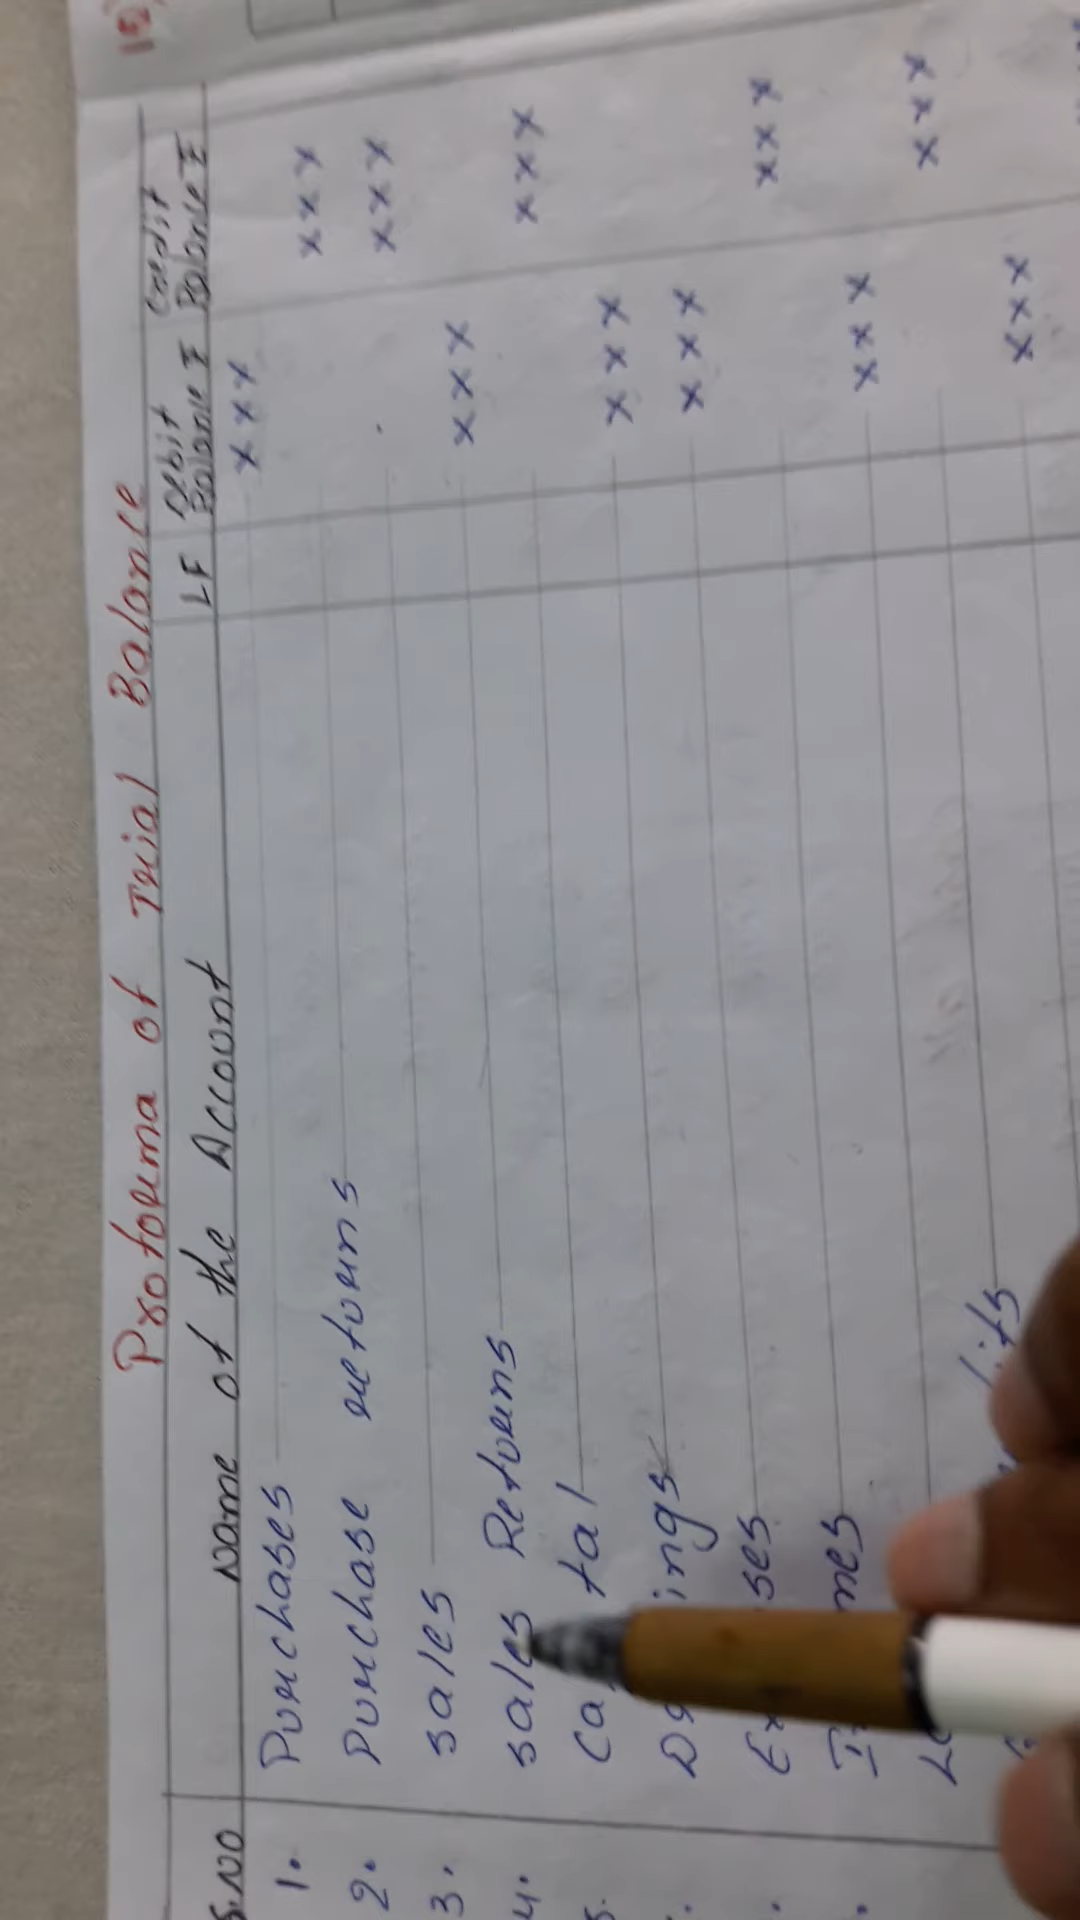 15)
Proforma of Trial Balance
S.NO Name of the Account LF Debit Balance ₹ Credit Balance ₹
1. Purchases xxx
2. Purchase returns xxx
3. sales xxx
4. sales Returns xxx
5. xxx
xxx
xxx
xxx
xxx
xxx